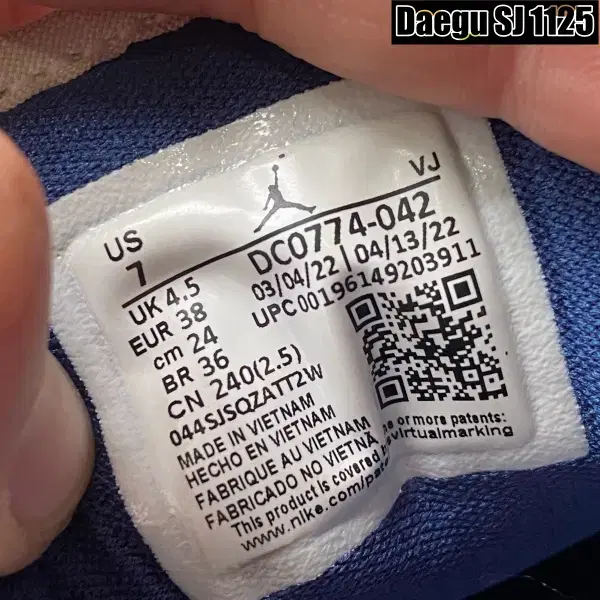 Daegu SJ 1125
VJ
US
7
DC0774-042
03/04/22 | 04/13/22
UPC00196149203911
UK 4.5
EUR 38
cm 24
BR 36
CN 240(2.5)
044SJSQZATT2W
MADE IN VIETNAM
HECHO EN VIETNAM
FABRIQUE AU VIETNAM
FABRICADO NO VIETNA
This product is covered
e or more patents:
www.nike.com/pate
virtualmarking